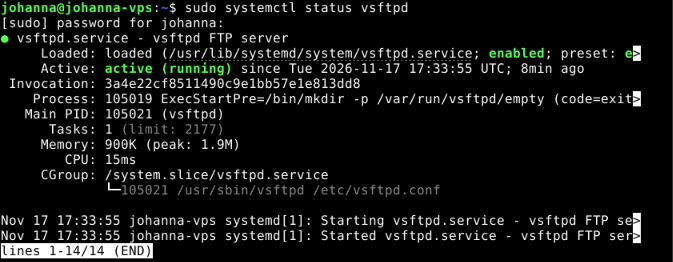 johanna@johanna-vps:~$ sudo systemctl status vsftpd
[sudo] password for johanna:
● vsftpd.service - vsftpd FTP server
     Loaded: loaded (/usr/lib/systemd/system/vsftpd.service; enabled; preset: e>
     Active: active (running) since Tue 2026-11-17 17:33:55 UTC; 8min ago
 Invocation: 3a4e22cf8511490c9e1bb57e1e813dd8
    Process: 105019 ExecStartPre=/bin/mkdir -p /var/run/vsftpd/empty (code=exit>
   Main PID: 105021 (vsftpd)
      Tasks: 1 (limit: 2177)
     Memory: 900K (peak: 1.9M)
        CPU: 15ms
     CGroup: /system.slice/vsftpd.service
             └─105021 /usr/sbin/vsftpd /etc/vsftpd.conf

Nov 17 17:33:55 johanna-vps systemd[1]: Starting vsftpd.service - vsftpd FTP se>
Nov 17 17:33:55 johanna-vps systemd[1]: Started vsftpd.service - vsftpd FTP ser>
lines 1-14/14 (END)